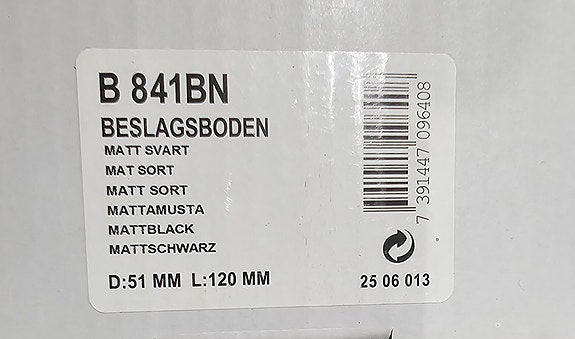 B 841BN
BESLAGSBODEN
MATT SVART
MAT SORT
MATT SORT
MATTAMUSTA
MATTBLACK
MATTSCHWARZ
D:51 MM L:120 MM
25 06 013
7 391447 096408